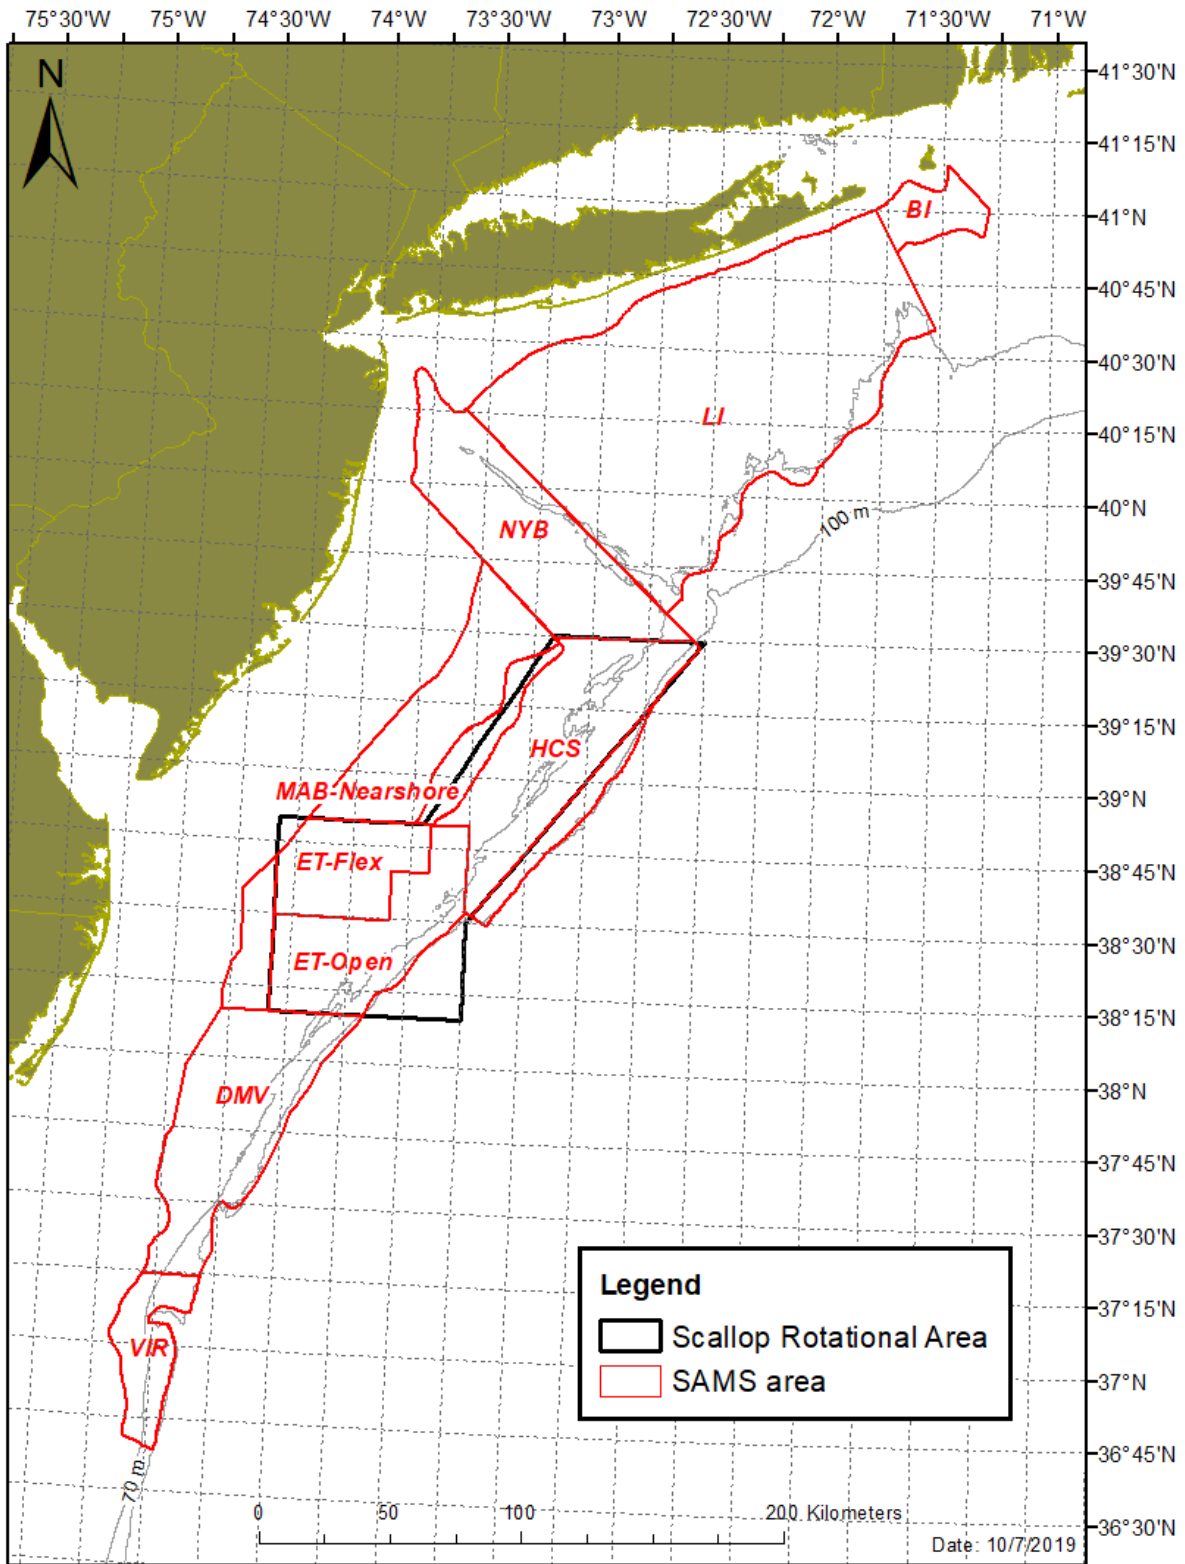 75°30'W 75°W 74°30'W 74°W 73°30'W 73°W 72°30'W 72°W 71°30'W 71°W
N
41°30'N
41°15'N
BI
41°N
40°45'N
40°30'N
LI
40°15'N
100 m
40°N
NYB
39°45'N
39°30'N
HCS
39°15'N
MAB-Nearshore
39°N
ET-Flex
38°45'N
38°30'N
ET-Open
38°15'N
DMV
38°N
37°45'N
37°30'N
Legend
37°15'N
Scallop Rotational Area
VIR
SAMS area
37°N
36°45'N
70 m
0 50 100 200 Kilometers
36°30'N
Date: 10/7/2019